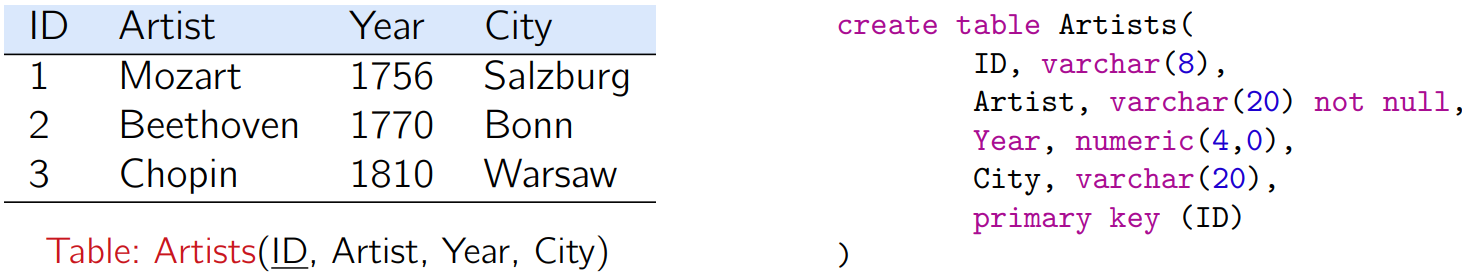 ID Artist Year City
1 Mozart 1756 Salzburg
2 Beethoven 1770 Bonn
3 Chopin 1810 Warsaw
Table: Artists(ID, Artist, Year, City)
create table Artists(
ID, varchar(8),
Artist, varchar(20) not null,
Year, numeric(4,0),
City, varchar(20),
primary key (ID)
)